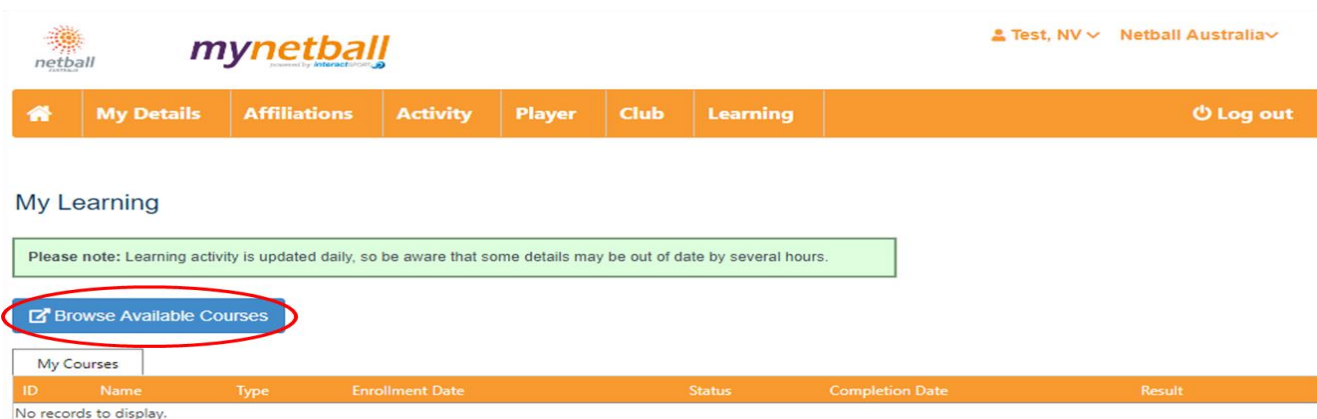 netball
AUSTRALIA
mynetball
powered by interactSPORT
Test, NV
Netball Australia
My Details
Affiliations
Activity
Player
Club
Learning
Log out
My Learning
Please note: Learning activity is updated daily, so be aware that some details may be out of date by several hours.
Browse Available Courses
My Courses
ID Name Type Enrollment Date Status Completion Date Result
No records to display.